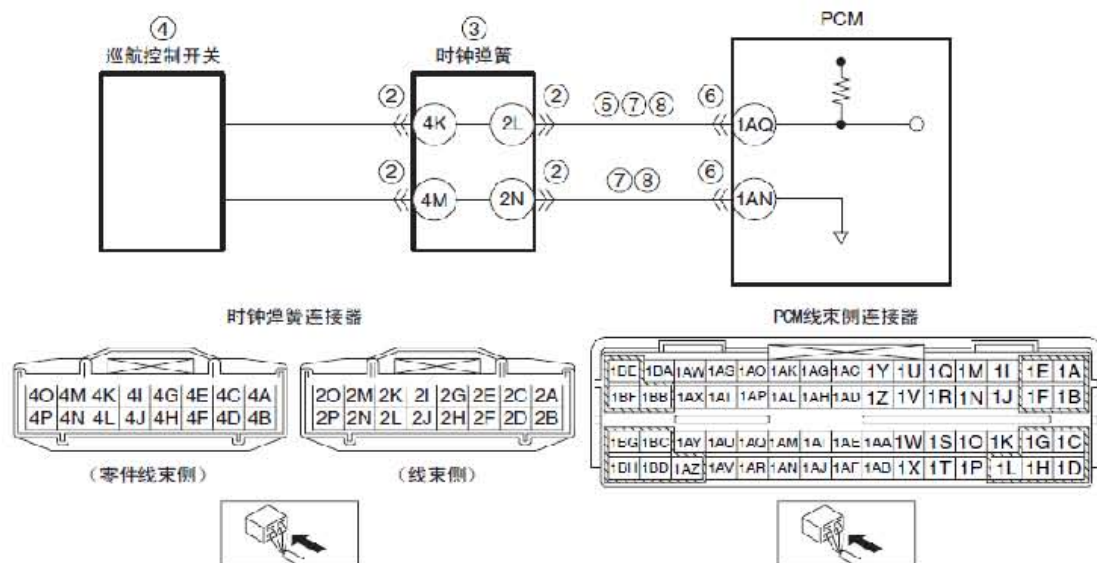 ④
巡航控制开关
③
时钟弹簧
PCM
② 4K 2L ② ⑤⑦⑧ ⑥ 1AQ
② 4M 2N ② ⑦⑧ ⑥ 1AN
时钟弹簧连接器
4O 4M 4K 4I 4G 4E 4C 4A
4P 4N 4L 4J 4H 4F 4D 4B
（零件线束侧）
2O 2M 2K 2I 2G 2E 2C 2A
2P 2N 2L 2J 2H 2F 2D 2B
（线束侧）
PCM线束侧连接器
1BE 1BA 1AW 1AS 1AO 1AK 1AG 1AC 1Y 1U 1Q 1M 1I 1E 1A
1BF 1BB 1AX 1AT 1AP 1AL 1AH 1AD 1Z 1V 1R 1N 1J 1F 1B
1BG 1BC 1AY 1AU 1AQ 1AM 1AI 1AE 1AA 1W 1S 1O 1K 1G 1C
1BH 1BD 1AZ 1AV 1AR 1AN 1AJ 1AF 1AB 1X 1T 1P 1L 1H 1D